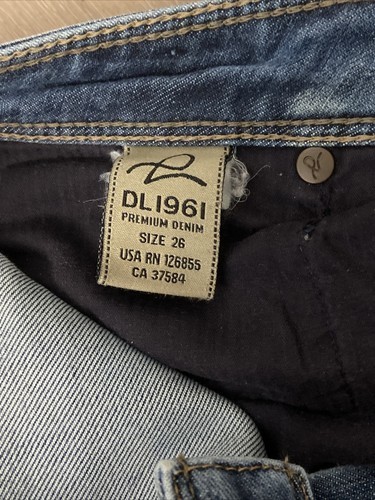 DL1961
PREMIUM DENIM
SIZE 26
USA RN 126855
CA 37584